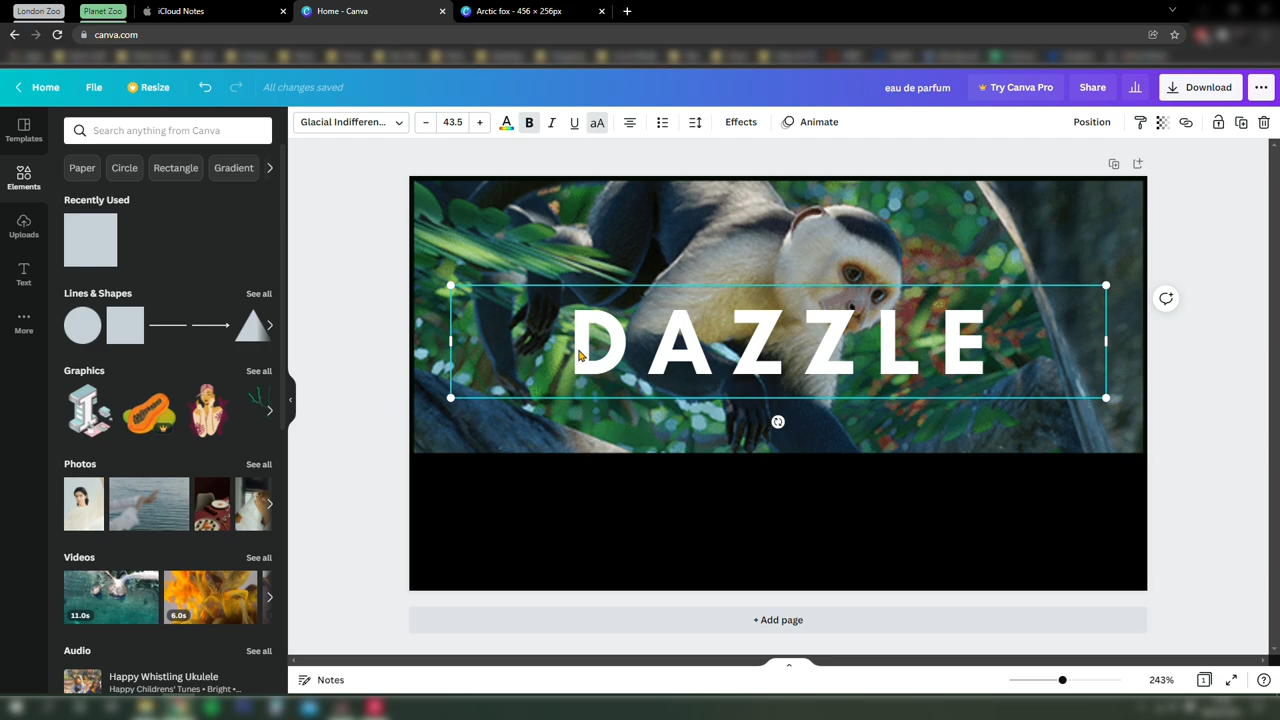 London Zoo
Planet Zoo
iCloud Notes
Home - Canva
Arctic fox - 456 × 256px
canva.com
Home
File
Resize
All changes saved
eau de parfum
Try Canva Pro
Share
Download
Templates
Elements
Uploads
Text
More
Search anything from Canva
Paper
Circle
Rectangle
Gradient
Recently Used
Lines & Shapes
See all
Graphics
See all
Photos
See all
Videos
See all
11.0s
6.0s
Audio
See all
Happy Whistling Ukulele
Happy Childrens' Tunes • Bright •...
Glacial Indifferen...
- 43.5 +
A
B
I
U
aA
Effects
Animate
Position
DAZZLE
+ Add page
Notes
243%
1